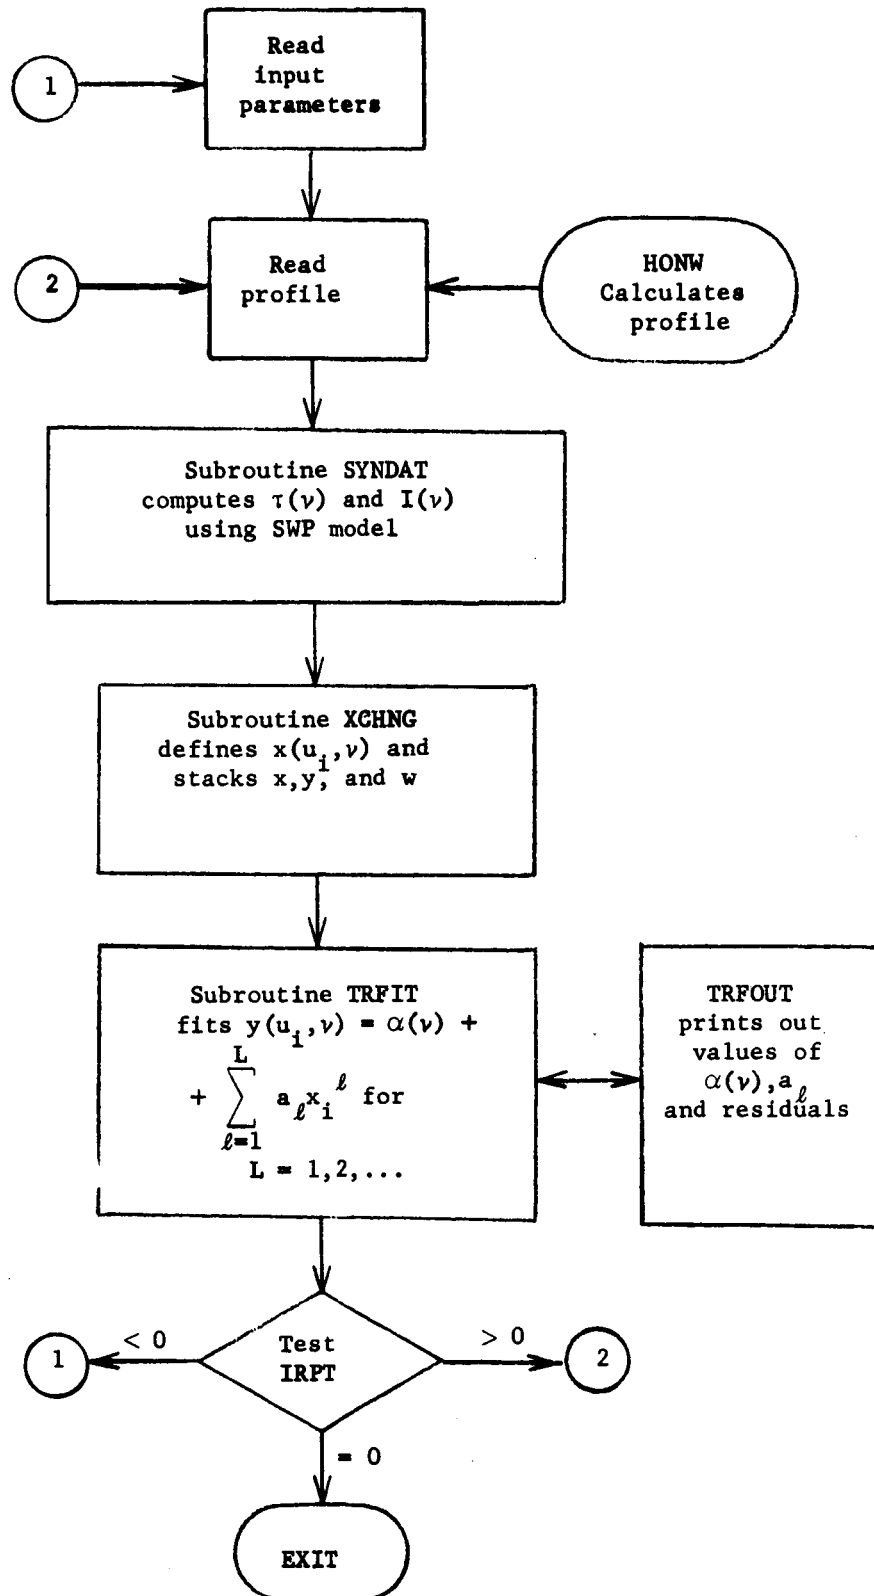 Read
input
parameters
1
Read
profile
2
HONW
Calculates
profile
Subroutine SYNDAT
computes τ(ν) and I(ν)
using SWP model
Subroutine XCHNG
defines x(u_i,ν) and
stacks x,y, and w
Subroutine TRFIT
fits y(u_i,ν) = α(ν) +
+ ∑_{ℓ=1}^{L} a_ℓ x_i^ℓ for
L = 1,2,...
TRFOUT
prints out
values of
α(ν),a_ℓ
and residuals
1
< 0
Test
IRPT
> 0
2
= 0
EXIT